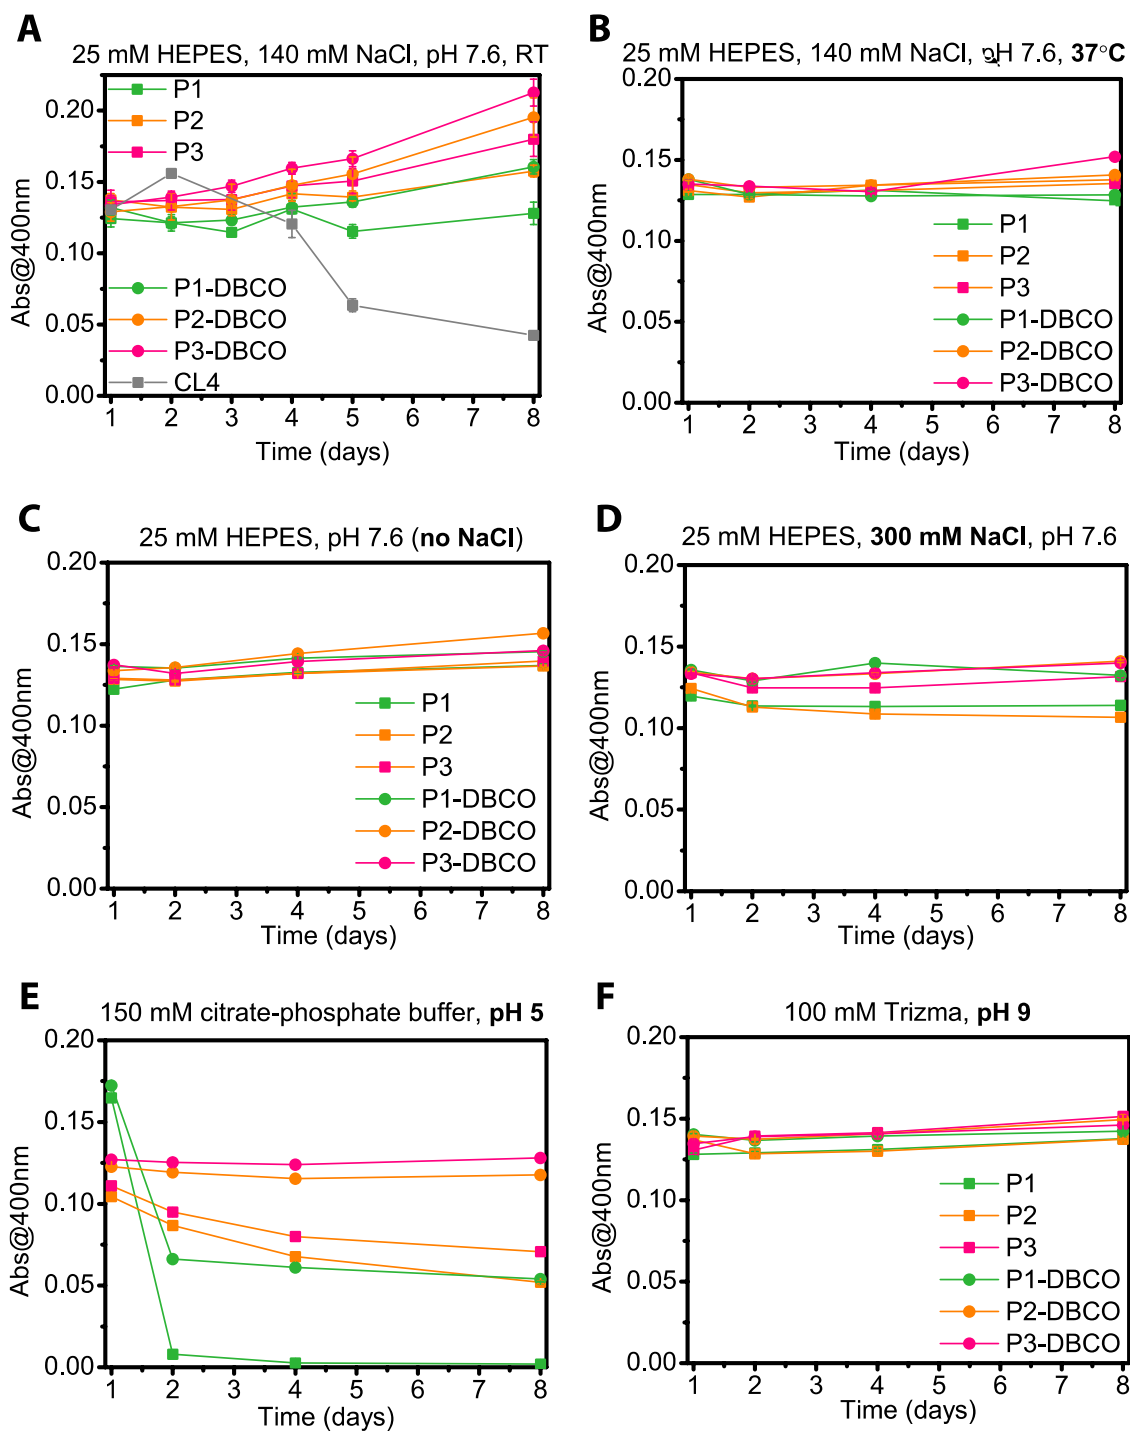 A
25 mM HEPES, 140 mM NaCl, pH 7.6, RT
P1
P2
P3
P1-DBCO
P2-DBCO
P3-DBCO
CL4
0.20
0.15
0.10
0.05
0.00
Abs@400nm
1 2 3 4 5 6 7 8
Time (days)
B
25 mM HEPES, 140 mM NaCl, H 7.6, 37°C
0.20
0.15
0.10
0.05
0.00
Abs@400nm
P1
P2
P3
P1-DBCO
P2-DBCO
P3-DBCO
1 2 3 4 5 6 7 8
Time (days)
C
25 mM HEPES, pH 7.6 (no NaCl)
0.20
0.15
0.10
0.05
0.00
Abs@400nm
P1
P2
P3
P1-DBCO
P2-DBCO
P3-DBCO
1 2 3 4 5 6 7 8
Time (days)
D
25 mM HEPES, 300 mM NaCl, pH 7.6
0.20
0.15
0.10
0.05
0.00
Abs@400nm
1 2 3 4 5 6 7 8
Time (days)
E
150 mM citrate-phosphate buffer, pH 5
0.20
0.15
0.10
0.05
0.00
Abs@400nm
1 2 3 4 5 6 7 8
Time (days)
F
100 mM Trizma, pH 9
0.20
0.15
0.10
0.05
0.00
Abs@400nm
P1
P2
P3
P1-DBCO
P2-DBCO
P3-DBCO
1 2 3 4 5 6 7 8
Time (days)